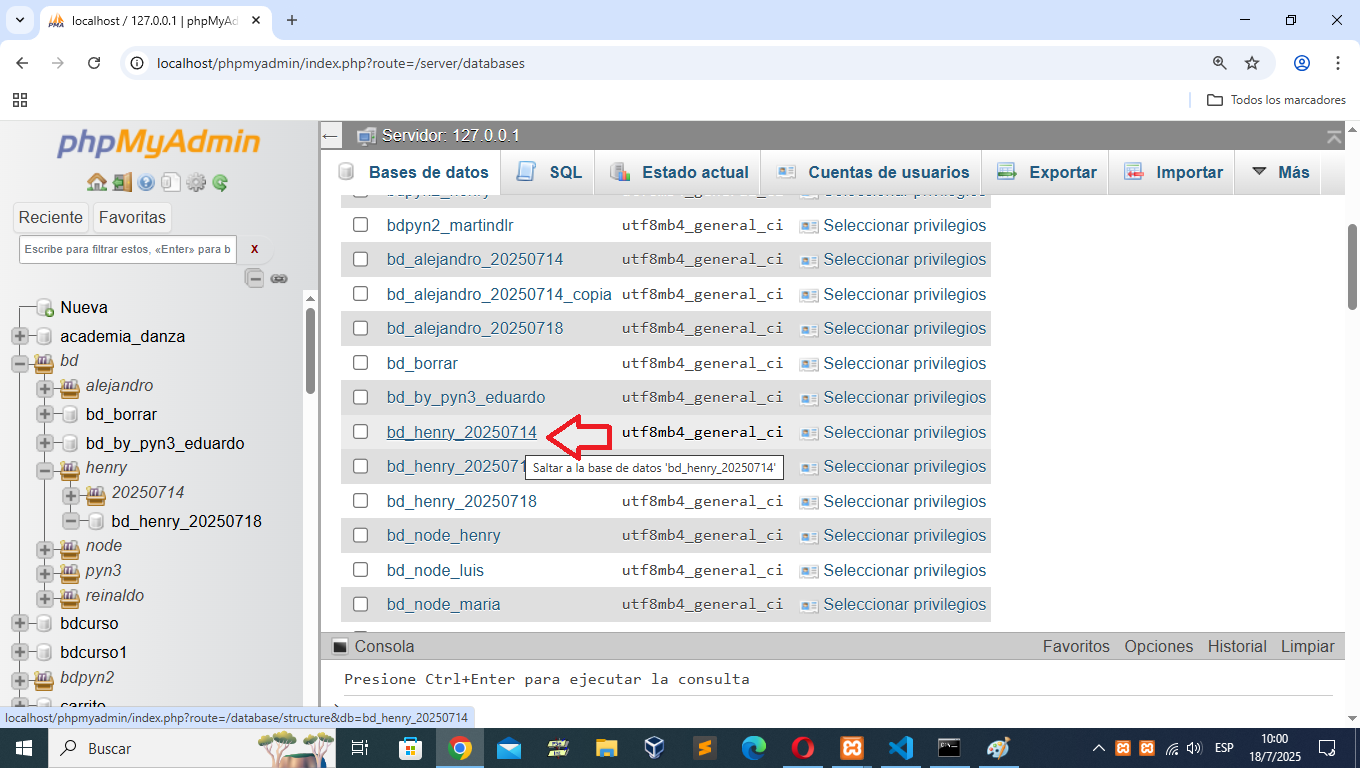 localhost / 127.0.0.1 | phpMyAd
localhost/phpmyadmin/index.php?route=/server/databases
Todos los marcadores
phpMyAdmin
Reciente
Favoritas
Escribe para filtrar estos, «Enter» para b
X
Nueva
academia_danza
bd
alejandro
bd_borrar
bd_by_pyn3_eduardo
henry
20250714
bd_henry_20250718
node
pyn3
reinaldo
bdcurso
bdcurso1
bdpyn2
carrito
localhost/phpmyadmin/index.php?route=/database/structure&db=bd_henry_20250714
Servidor: 127.0.0.1
Bases de datos SQL Estado actual Cuentas de usuarios Exportar Importar Más
bdpyn2_henry utf8mb4_general_ci Seleccionar privilegios
bdpyn2_martindlr utf8mb4_general_ci Seleccionar privilegios
bd_alejandro_20250714 utf8mb4_general_ci Seleccionar privilegios
bd_alejandro_20250714_copia utf8mb4_general_ci Seleccionar privilegios
bd_alejandro_20250718 utf8mb4_general_ci Seleccionar privilegios
bd_borrar utf8mb4_general_ci Seleccionar privilegios
bd_by_pyn3_eduardo utf8mb4_general_ci Seleccionar privilegios
bd_henry_20250714 utf8mb4_general_ci Seleccionar privilegios
bd_henry_2025071 utf8mb4_general_ci Seleccionar privilegios
Saltar a la base de datos 'bd_henry_20250714'
bd_henry_20250718 utf8mb4_general_ci Seleccionar privilegios
bd_node_henry utf8mb4_general_ci Seleccionar privilegios
bd_node_luis utf8mb4_general_ci Seleccionar privilegios
bd_node_maria utf8mb4_general_ci Seleccionar privilegios
Consola Favoritos Opciones Historial Limpiar
Presione Ctrl+Enter para ejecutar la consulta
>
Buscar
ESP
10:00
18/7/2025